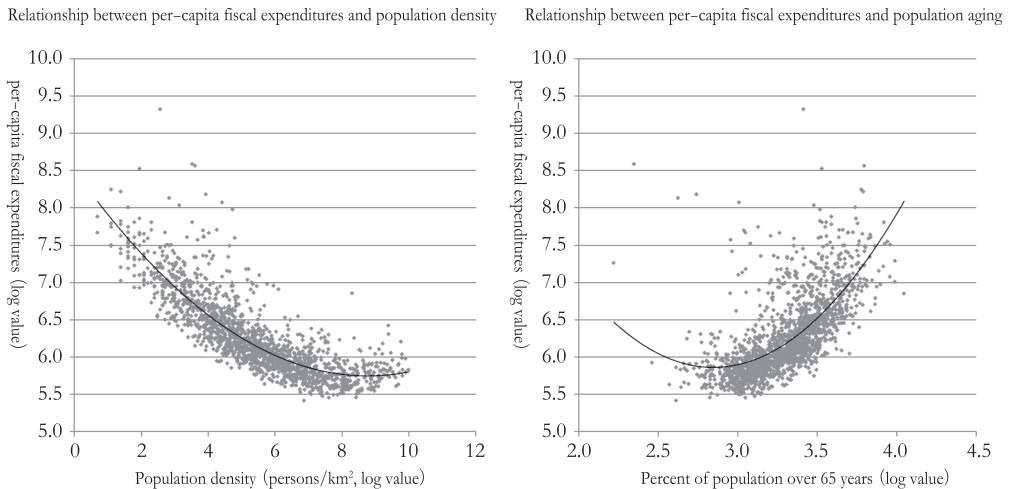 Relationship between per-capita fiscal expenditures and population density
per-capita fiscal expenditures (log value)
10.0
9.5
9.0
8.5
8.0
7.5
7.0
6.5
6.0
5.5
5.0
0 2 4 6 8 10 12
Population density (persons/km², log value)
Relationship between per-capita fiscal expenditures and population aging
per-capita fiscal expenditures (log value)
10.0
9.5
9.0
8.5
8.0
7.5
7.0
6.5
6.0
5.5
5.0
2.0 2.5 3.0 3.5 4.0 4.5
Percent of population over 65 years (log value)